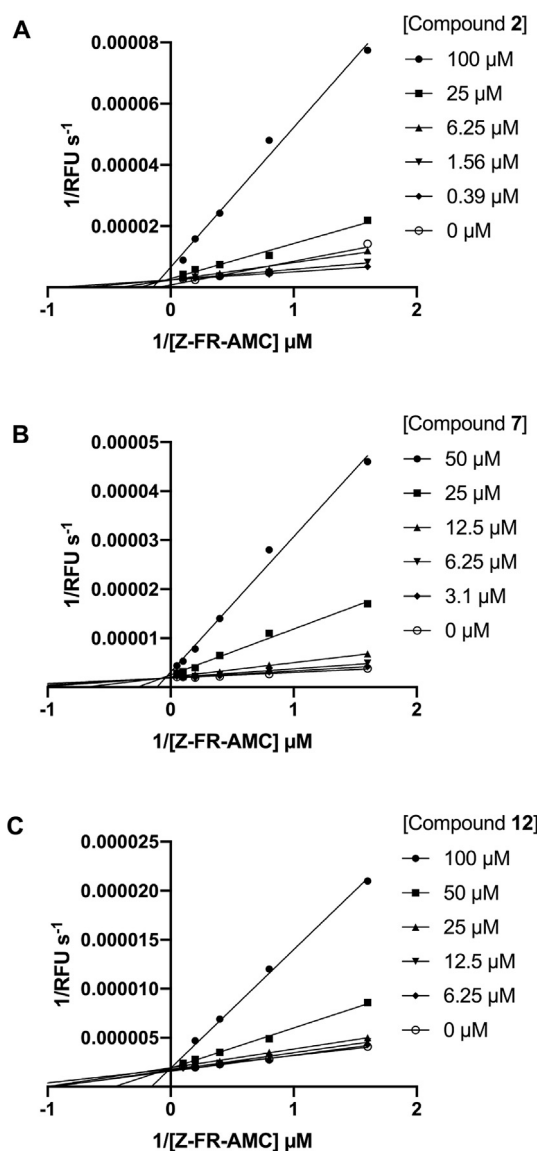 A
[Compound 2]
0.00008
0.00006
0.00004
0.00002
1/RFU s⁻¹
-1
0
1
2
1/[Z-FR-AMC] µM
100 µM
25 µM
6.25 µM
1.56 µM
0.39 µM
0 µM
B
[Compound 7]
0.00005
0.00004
0.00003
0.00002
0.00001
1/RFU s⁻¹
-1
0
1
2
1/[Z-FR-AMC] µM
50 µM
25 µM
12.5 µM
6.25 µM
3.1 µM
0 µM
C
[Compound 12]
0.000025
0.000020
0.000015
0.000010
0.000005
1/RFU s⁻¹
-1
0
1
2
1/[Z-FR-AMC] µM
100 µM
50 µM
25 µM
12.5 µM
6.25 µM
0 µM